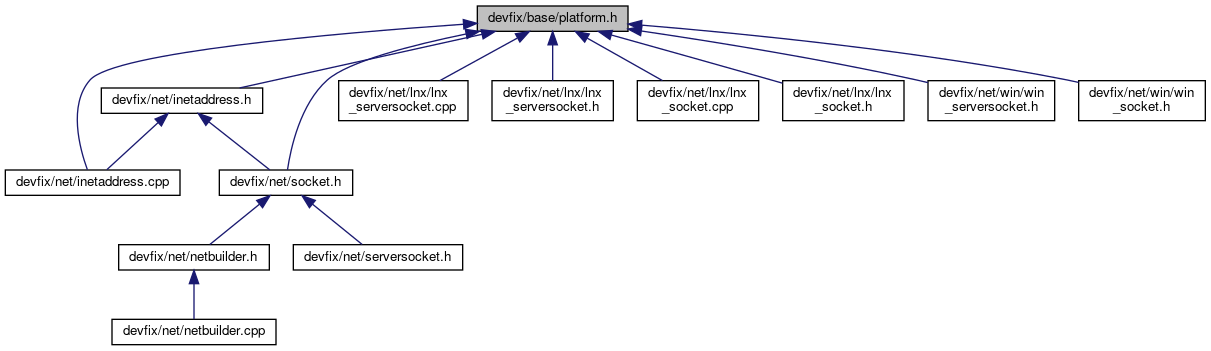 devfix/base/platform.h
devfix/net/lnx/lnx
_serversocket.cpp
devfix/net/lnx/lnx
_serversocket.h
devfix/net/lnx/lnx
_socket.cpp
devfix/net/lnx/lnx
_socket.h
devfix/net/win/win
_serversocket.h
devfix/net/win/win
_socket.h
devfix/net/inetaddress.h
devfix/net/inetaddress.cpp
devfix/net/socket.h
devfix/net/netbuilder.h
devfix/net/serversocket.h
devfix/net/netbuilder.cpp